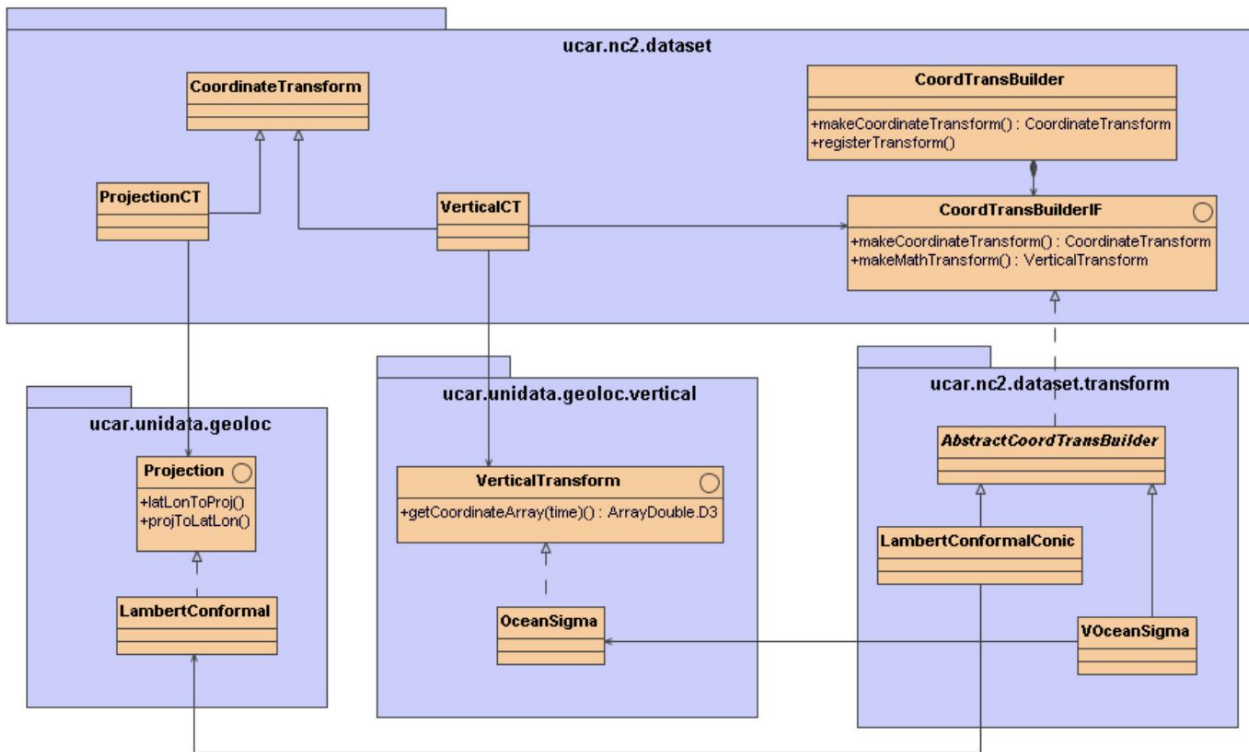 ucar.nc2.dataset
CoordinateTransform
CoordTransBuilder
+makeCoordinateTransform() : CoordinateTransform
+registerTransform()
ProjectionCT
VerticalCT
CoordTransBuilderIF
+makeCoordinateTransform() : CoordinateTransform
+makeMathTransform() : VerticalTransform
ucar.unidata.geoloc
Projection
+latLonToProj()
+projToLatLon()
LambertConformal
ucar.unidata.geoloc.vertical
VerticalTransform
+getCoordinateArray(time)() : ArrayDouble.D3
OceanSigma
ucar.nc2.dataset.transform
AbstractCoordTransBuilder
LambertConformalConic
VOceanSigma